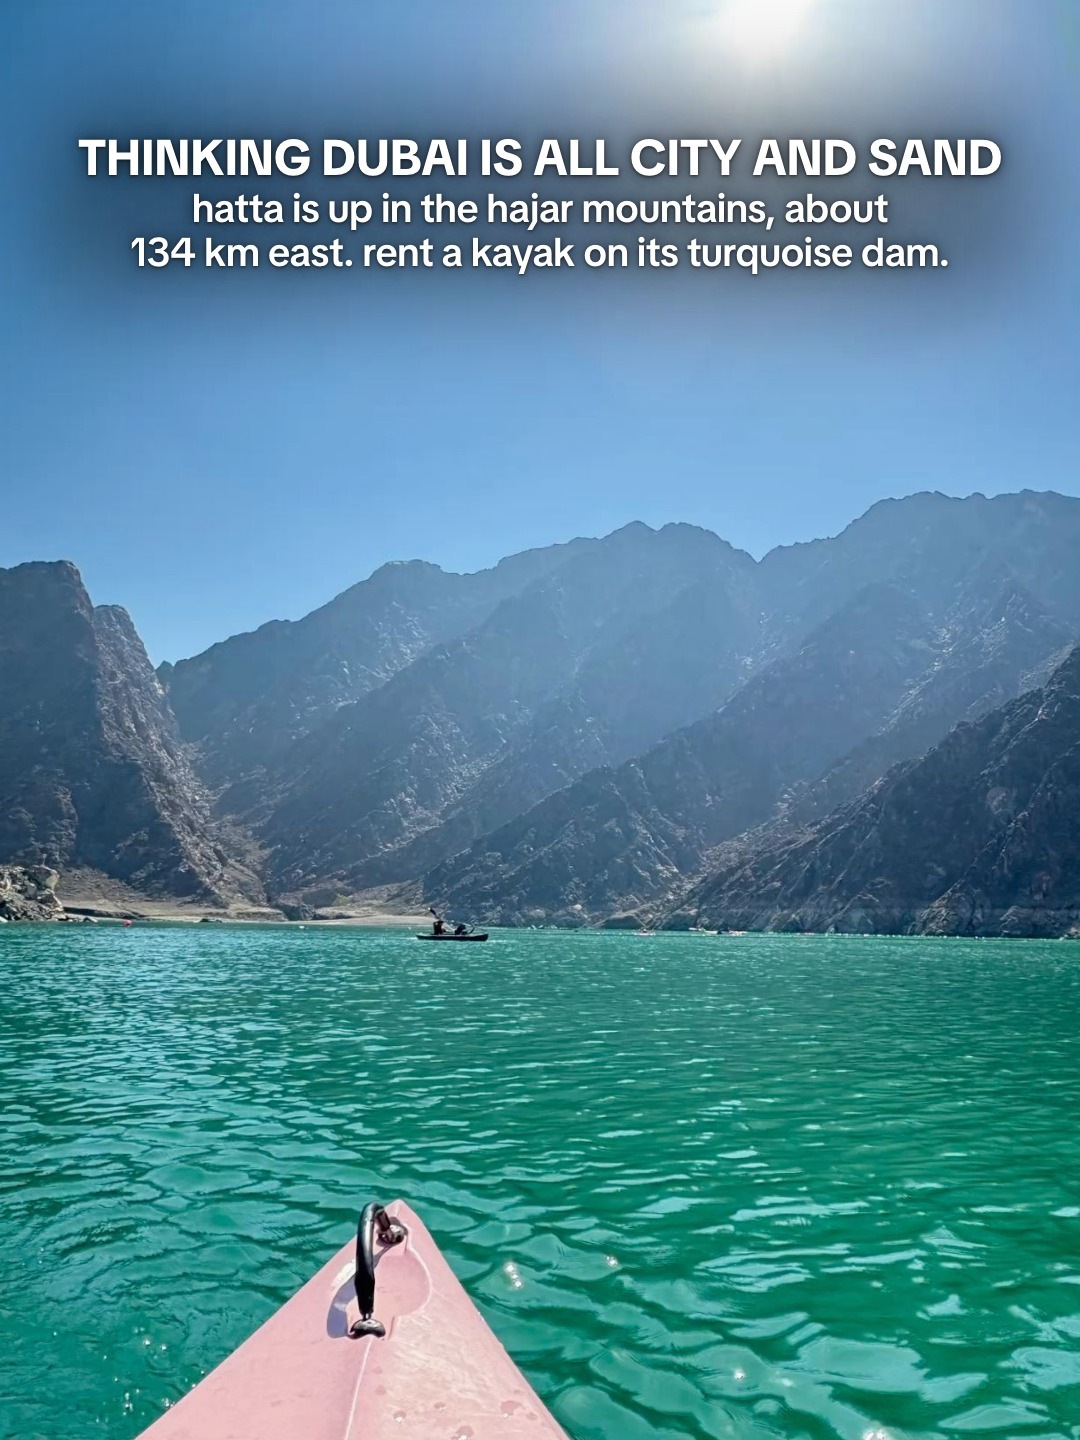 THINKING DUBAI IS ALL CITY AND SAND
hatta is up in the hajar mountains, about
134 km east. rent a kayak on its turquoise dam.